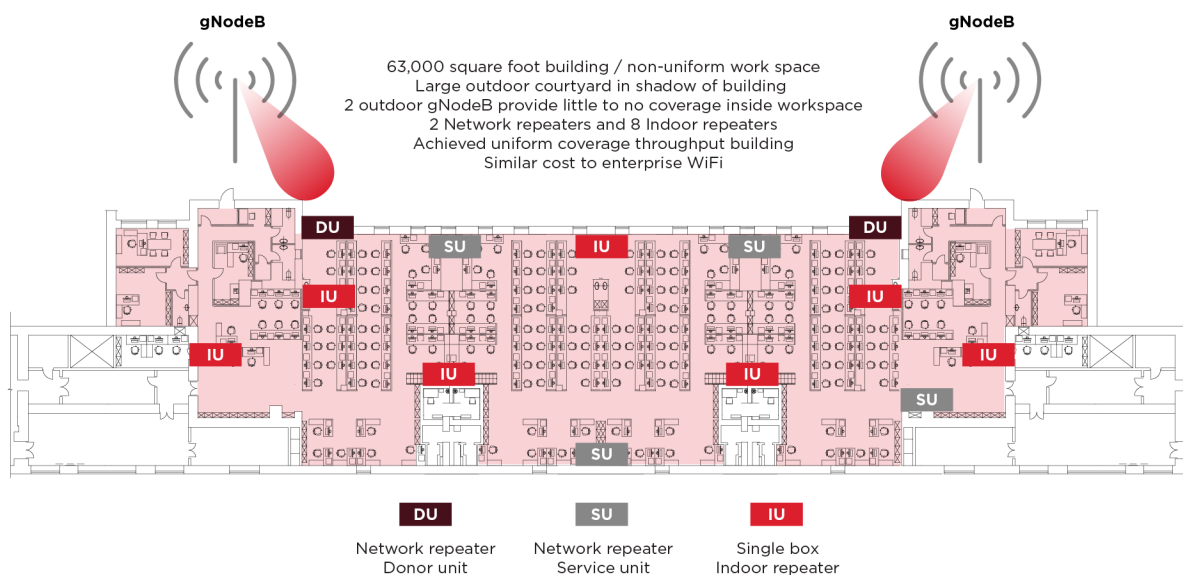 gNodeB
gNodeB
63,000 square foot building / non-uniform work space
Large outdoor courtyard in shadow of building
2 outdoor gNodeB provide little to no coverage inside workspace
2 Network repeaters and 8 Indoor repeaters
Achieved uniform coverage throughput building
Similar cost to enterprise WiFi
DU
DU
SU
IU
SU
IU
IU
IU
IU
IU
IU
SU
SU
DU
SU
IU
Network repeater
Donor unit
Network repeater
Service unit
Single box
Indoor repeater